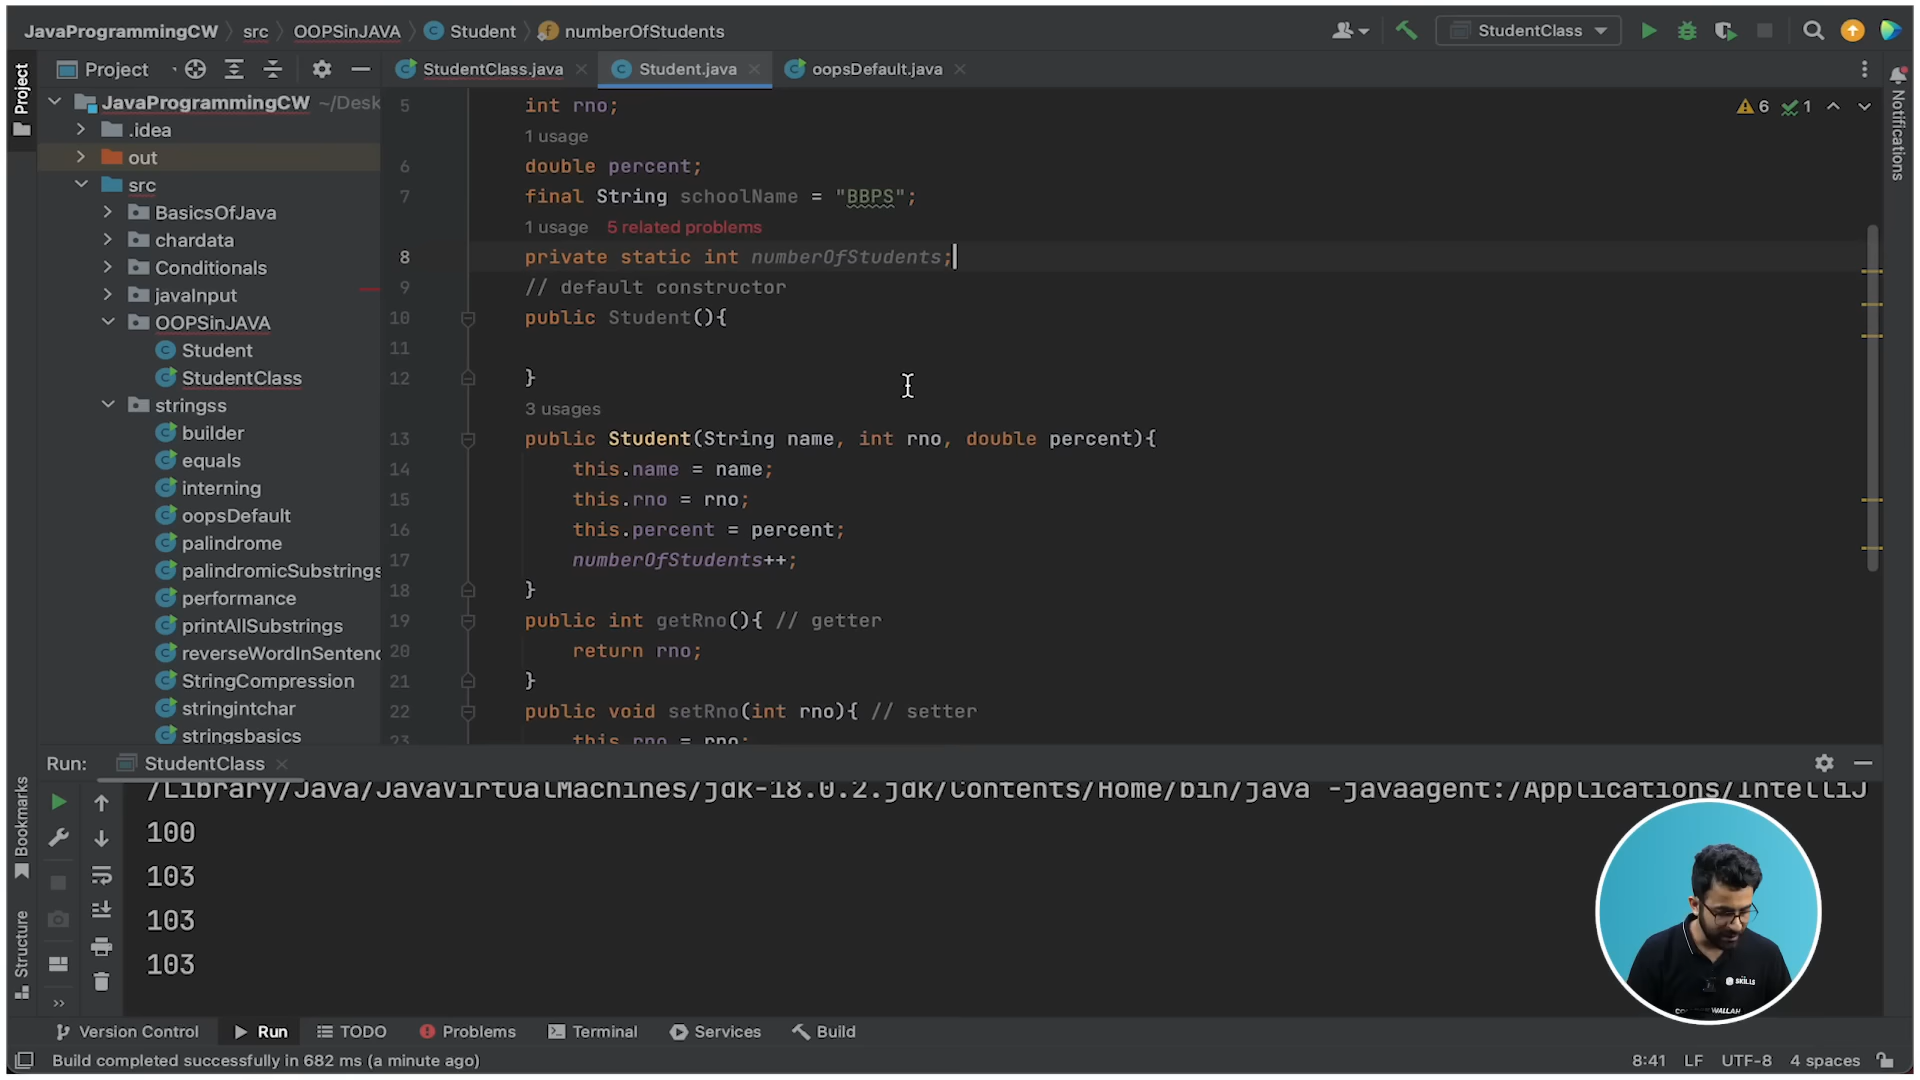 JavaProgrammingCW src OOPSinJAVA Student numberOfStudents
StudentClass
Project
StudentClass.java
Student.java
oopsDefault.java
Project
Notifications
JavaProgrammingCW ~/Desk
.idea
out
src
BasicsOfJava
chardata
Conditionals
javaInput
OOPSinJAVA
Student
StudentClass
stringss
builder
equals
interning
oopsDefault
palindrome
palindromicSubstrings
performance
printAllSubstrings
reverseWordInSentenc
StringCompression
stringintchar
stringsbasics
6 1
5 int rno;
1 usage
6 double percent;
7 final String schoolName = "BBPS";
1 usage 5 related problems
8 private static int numberOfStudents;
9 // default constructor
10 public Student(){
11
12 }
3 usages
13 public Student(String name, int rno, double percent){
14 this.name = name;
15 this.rno = rno;
16 this.percent = percent;
17 numberOfStudents++;
18 }
19 public int getRno(){ // getter
20 return rno;
21 }
22 public void setRno(int rno){ // setter
23 this.rno = rno;
Run: StudentClass
/Library/Java/JavaVirtualMachines/jdk-18.0.2.jdk/Contents/Home/bin/java -javaagent:/Applications/IntelliJ
100
103
103
103
Bookmarks
Structure
SKILLS
WALLAH
Version Control Run TODO Problems Terminal Services Build
Build completed successfully in 682 ms (a minute ago)
8:41 LF UTF-8 4 spaces